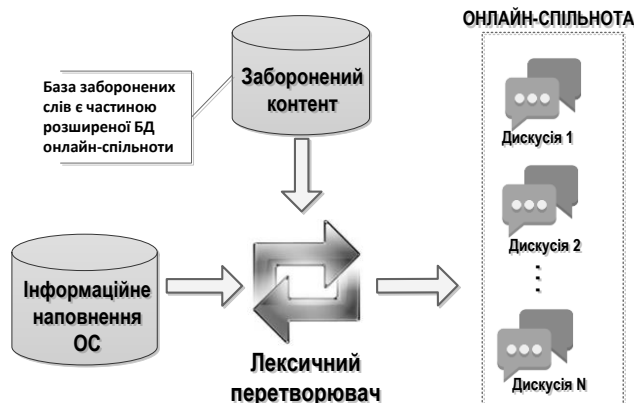 ОНЛАЙН-СПІЛЬНОТА
База заборонених
слів є частиною
розширеної БД
онлайн-спільноти
Заборонений
контент
Дискусія 1
Дискусія 2
Інформаційне
наповнення
ОС
Лексичний
перетворювач
Дискусія N